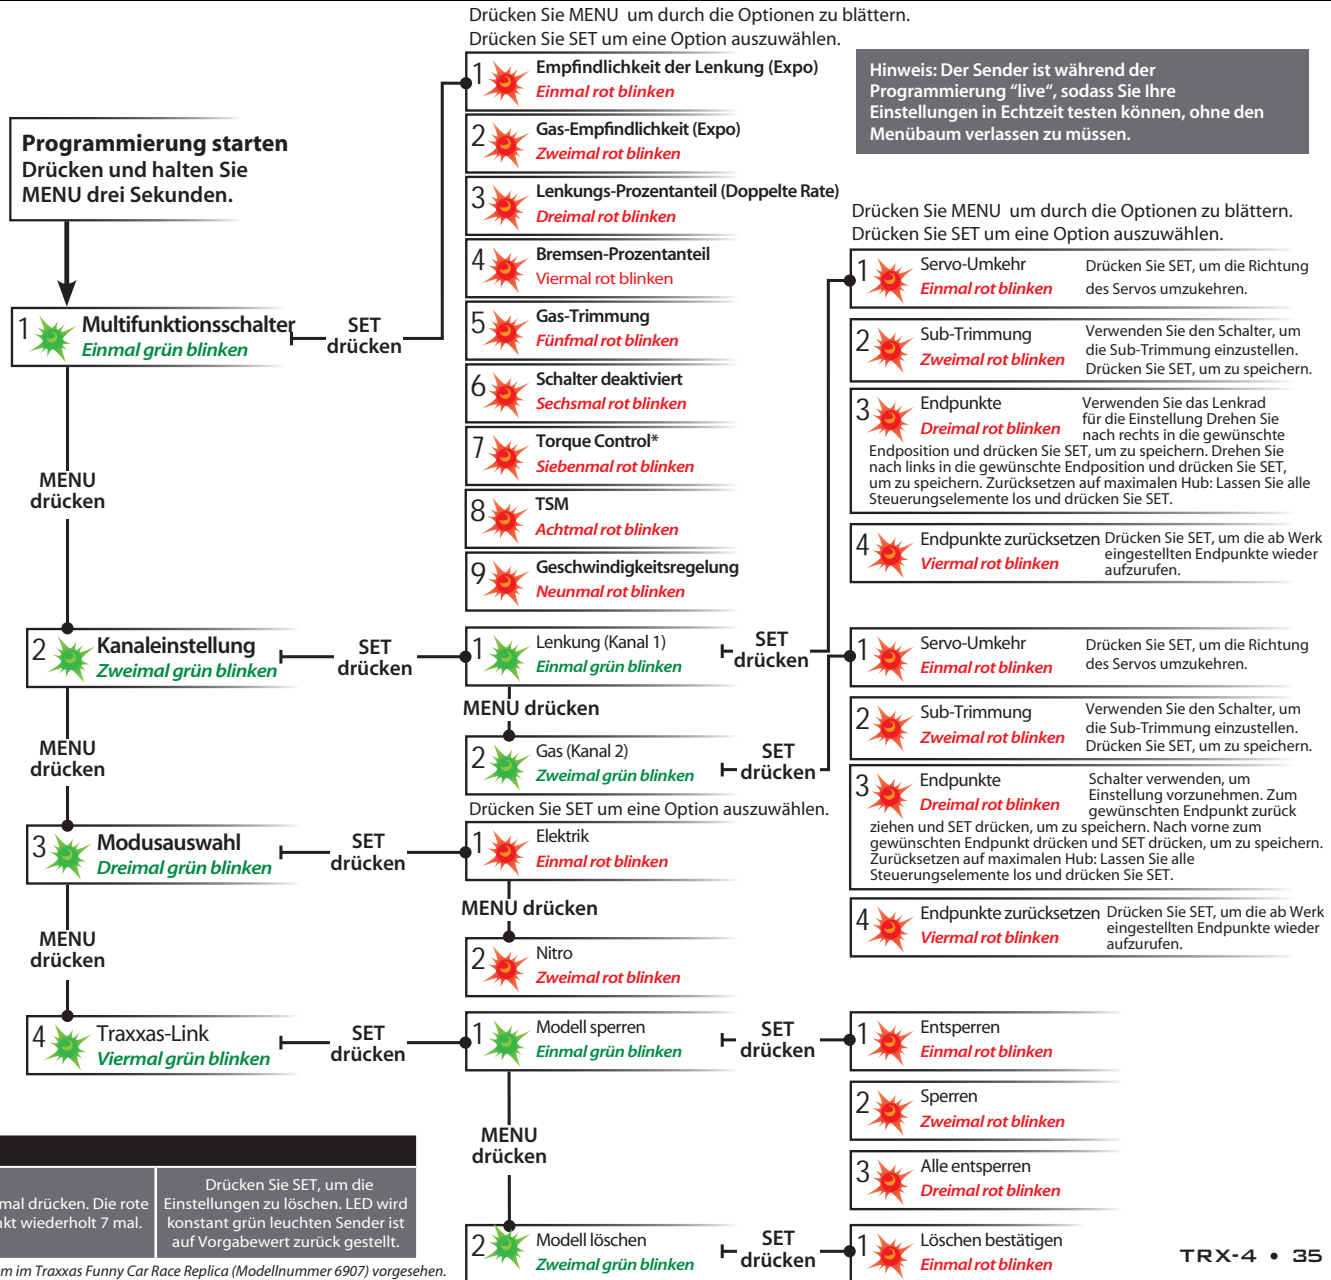 Drücken Sie MENU um durch die Optionen zu blättern.
Drücken Sie SET um eine Option auszuwählen.
Hinweis: Der Sender ist während der
Programmierung “live“, sodass Sie Ihre
Einstellungen in Echtzeit testen können, ohne den
Menübaum verlassen zu müssen.
Programmierung starten
Drücken und halten Sie
MENU drei Sekunden.
1 Multifunktionsschalter
Einmal grün blinken
SET
drücken
1 Empfindlichkeit der Lenkung (Expo)
Einmal rot blinken
2 Gas-Empfindlichkeit (Expo)
Zweimal rot blinken
3 Lenkungs-Prozentanteil (Doppelte Rate)
Dreimal rot blinken
4 Bremsen-Prozentanteil
Viermal rot blinken
5 Gas-Trimmung
Fünfmal rot blinken
6 Schalter deaktiviert
Sechsmal rot blinken
7 Torque Control*
Siebenmal rot blinken
8 TSM
Achtmal rot blinken
9 Geschwindigkeitsregelung
Neunmal rot blinken
MENU
drücken
2 Kanaleinstellung
Zweimal grün blinken
SET
drücken
1 Lenkung (Kanal 1)
Einmal grün blinken
SET
drücken
MENU drücken
2 Gas (Kanal 2)
Zweimal grün blinken
SET
drücken
Drücken Sie MENU um durch die Optionen zu blättern.
Drücken Sie SET um eine Option auszuwählen.
1 Servo-Umkehr
Einmal rot blinken
Drücken Sie SET, um die Richtung
des Servos umzukehren.
2 Sub-Trimmung
Zweimal rot blinken
Verwenden Sie den Schalter, um
die Sub-Trimmung einzustellen.
Drücken Sie SET, um zu speichern.
3 Endpunkte
Dreimal rot blinken
Verwenden Sie das Lenkrad
für die Einstellung Drehen Sie
nach rechts in die gewünschte
Endposition und drücken Sie SET, um zu speichern. Drehen Sie
nach links in die gewünschte Endposition und drücken Sie SET,
um zu speichern. Zurücksetzen auf maximalen Hub: Lassen Sie alle
Steuerungselemente los und drücken Sie SET.
4 Endpunkte zurücksetzen
Viermal rot blinken
Drücken Sie SET, um die ab Werk
eingestellten Endpunkte wieder
aufzurufen.
1 Servo-Umkehr
Einmal rot blinken
Drücken Sie SET, um die Richtung
des Servos umzukehren.
2 Sub-Trimmung
Zweimal rot blinken
Verwenden Sie den Schalter, um
die Sub-Trimmung einzustellen.
Drücken Sie SET, um zu speichern.
3 Endpunkte
Dreimal rot blinken
Schalter verwenden, um
Einstellung vorzunehmen. Zum
gewünschten Endpunkt zurück
ziehen und SET drücken, um zu speichern. Nach vorne zum
gewünschten Endpunkt drücken und SET drücken, um zu speichern.
Zurücksetzen auf maximalen Hub: Lassen Sie alle
Steuerungselemente los und drücken Sie SET.
4 Endpunkte zurücksetzen
Viermal rot blinken
Drücken Sie SET, um die ab Werk
eingestellten Endpunkte wieder
aufzurufen.
MENU
drücken
Drücken Sie SET um eine Option auszuwählen.
3 Modusauswahl
Dreimal grün blinken
SET
drücken
1 Elektrik
Einmal rot blinken
MENU drücken
2 Nitro
Zweimal rot blinken
MENU
drücken
4 Traxxas-Link
Viermal grün blinken
SET
drücken
1 Modell sperren
Einmal grün blinken
SET
drücken
1 Entsperren
Einmal rot blinken
2 Sperren
Zweimal rot blinken
3 Alle entsperren
Dreimal rot blinken
MENU
drücken
2 Modell löschen
Zweimal grün blinken
SET
drücken
1 Löschen bestätigen
Einmal rot blinken
mal drücken. Die rote
wiederholt 7 mal.
Drücken Sie SET, um die
Einstellungen zu löschen. LED wird
konstant grün leuchten Sender ist
auf Vorgabewert zurück gestellt.
im Traxxas Funny Car Race Replica (Modellnummer 6907) vorgesehen.
TRX-4 • 35